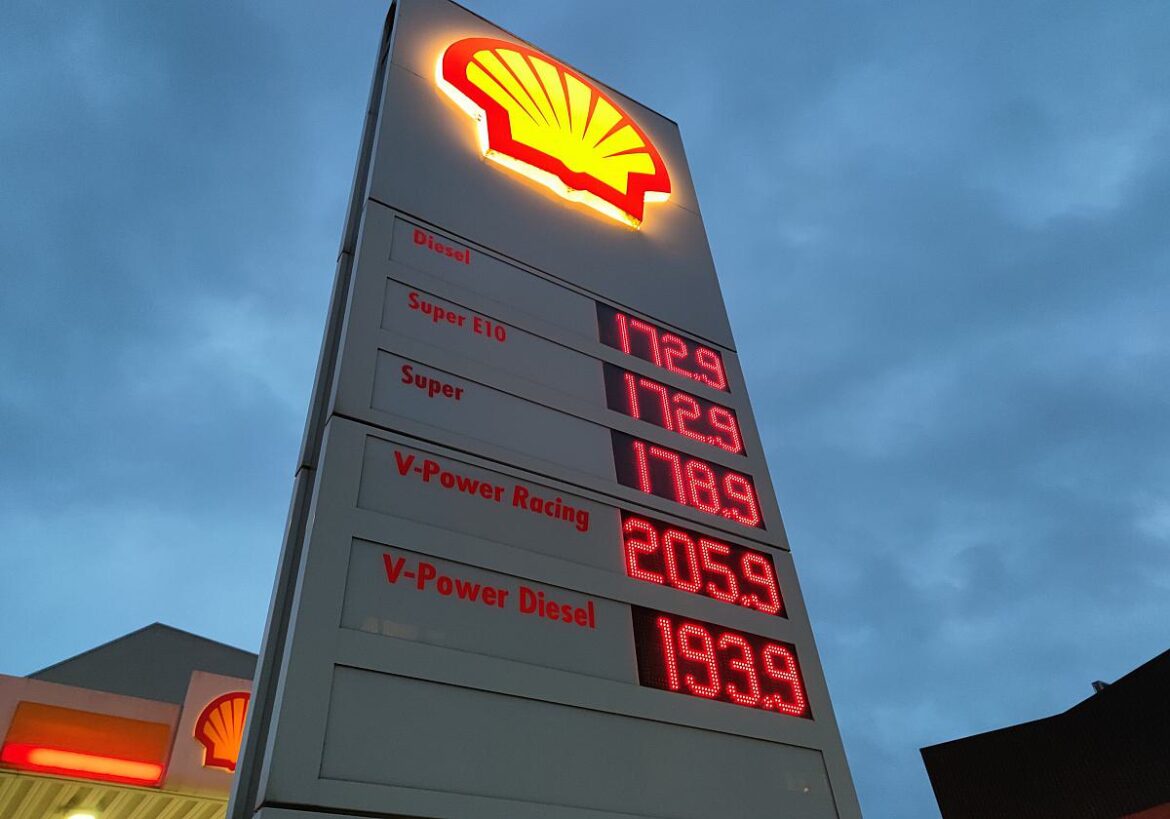 Diesel 172,9
Super E10 172,9
Super 178,9
V-Power Racing 205,9
V-Power Diesel 193,9